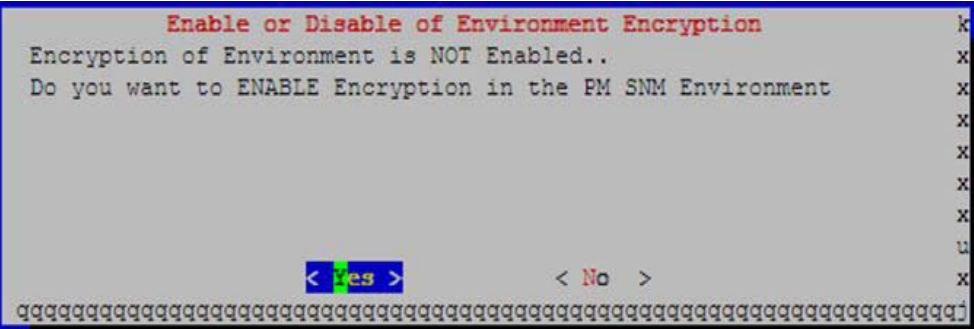 Enable or Disable of Environment Encryption k
Encryption of Environment is NOT Enabled.. x
Do you want to ENABLE Encryption in the PM SNM Environment x
x
x
x
x
u
< Yes > < No > x
qqqqqqqqqqqqqqqqqqqqqqqqqqqqqqqqqqqqqqqqqqqqqqqqqqqqqqqqqqqqqqqqqqqqqj